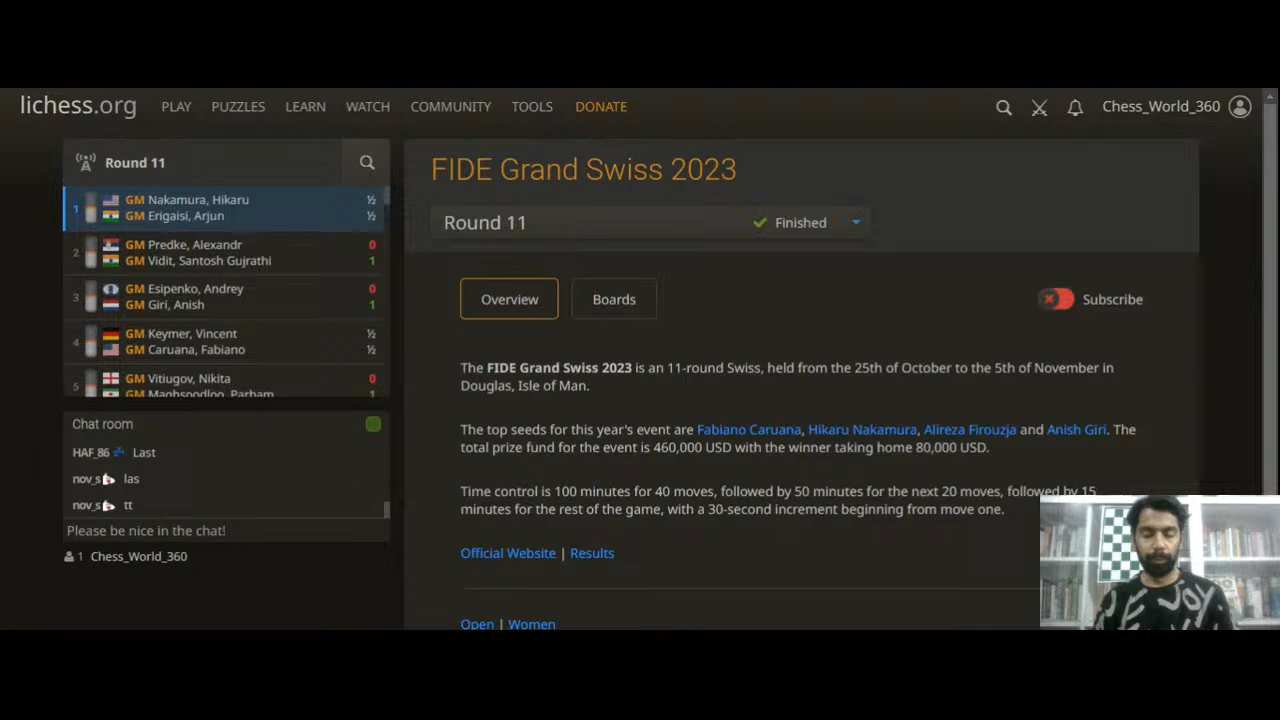 lichess.org PLAY PUZZLES LEARN WATCH COMMUNITY TOOLS DONATE Chess_World_360
Round 11
1 GM Nakamura, Hikaru ½
GM Erigaisi, Arjun ½
2 GM Predke, Alexandr 0
GM Vidit, Santosh Gujrathi 1
3 GM Esipenko, Andrey 0
GM Giri, Anish 1
4 GM Keymer, Vincent ½
GM Caruana, Fabiano ½
5 GM Vitiugov, Nikita 0
GM Maghsoodloo, Parham 1
Chat room
HAF_86 Last
nov_s las
nov_s tt
Please be nice in the chat!
1 Chess_World_360
FIDE Grand Swiss 2023
Round 11 Finished
Overview Boards Subscribe
The FIDE Grand Swiss 2023 is an 11-round Swiss, held from the 25th of October to the 5th of November in
Douglas, Isle of Man.
The top seeds for this year's event are Fabiano Caruana, Hikaru Nakamura, Alireza Firouzja and Anish Giri. The
total prize fund for the event is 460,000 USD with the winner taking home 80,000 USD.
Time control is 100 minutes for 40 moves, followed by 50 minutes for the next 20 moves, followed by 15
minutes for the rest of the game, with a 30-second increment beginning from move one.
Official Website | Results
Open | Women